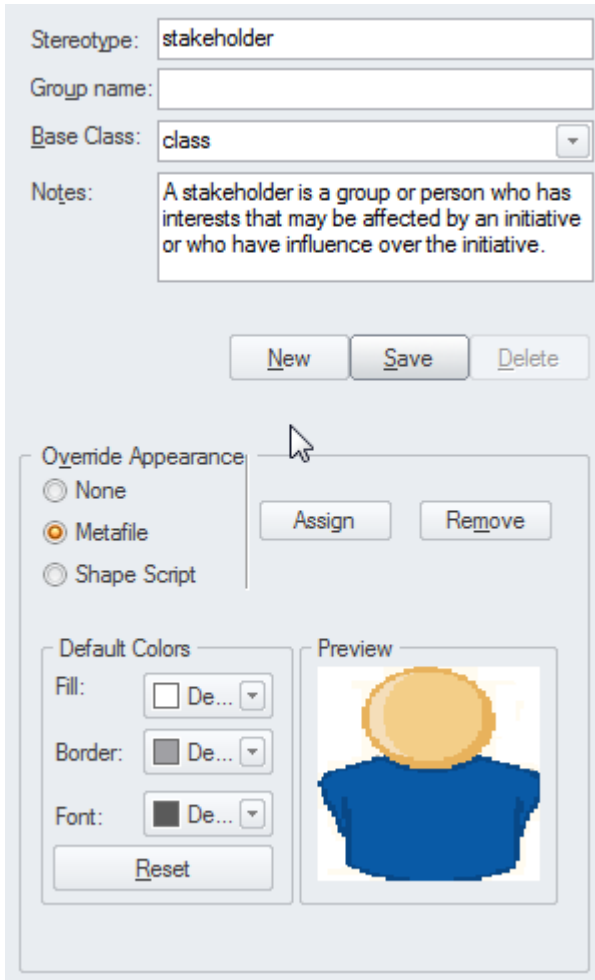 Stereotype: stakeholder
Group name:
Base Class: class
Notes: A stakeholder is a group or person who has
interests that may be affected by an initiative
or who have influence over the initiative.
New Save Delete
Override Appearance
None
Metafile
Shape Script
Assign Remove
Default Colors
Fill: De...
Border: De...
Font: De...
Reset
Preview